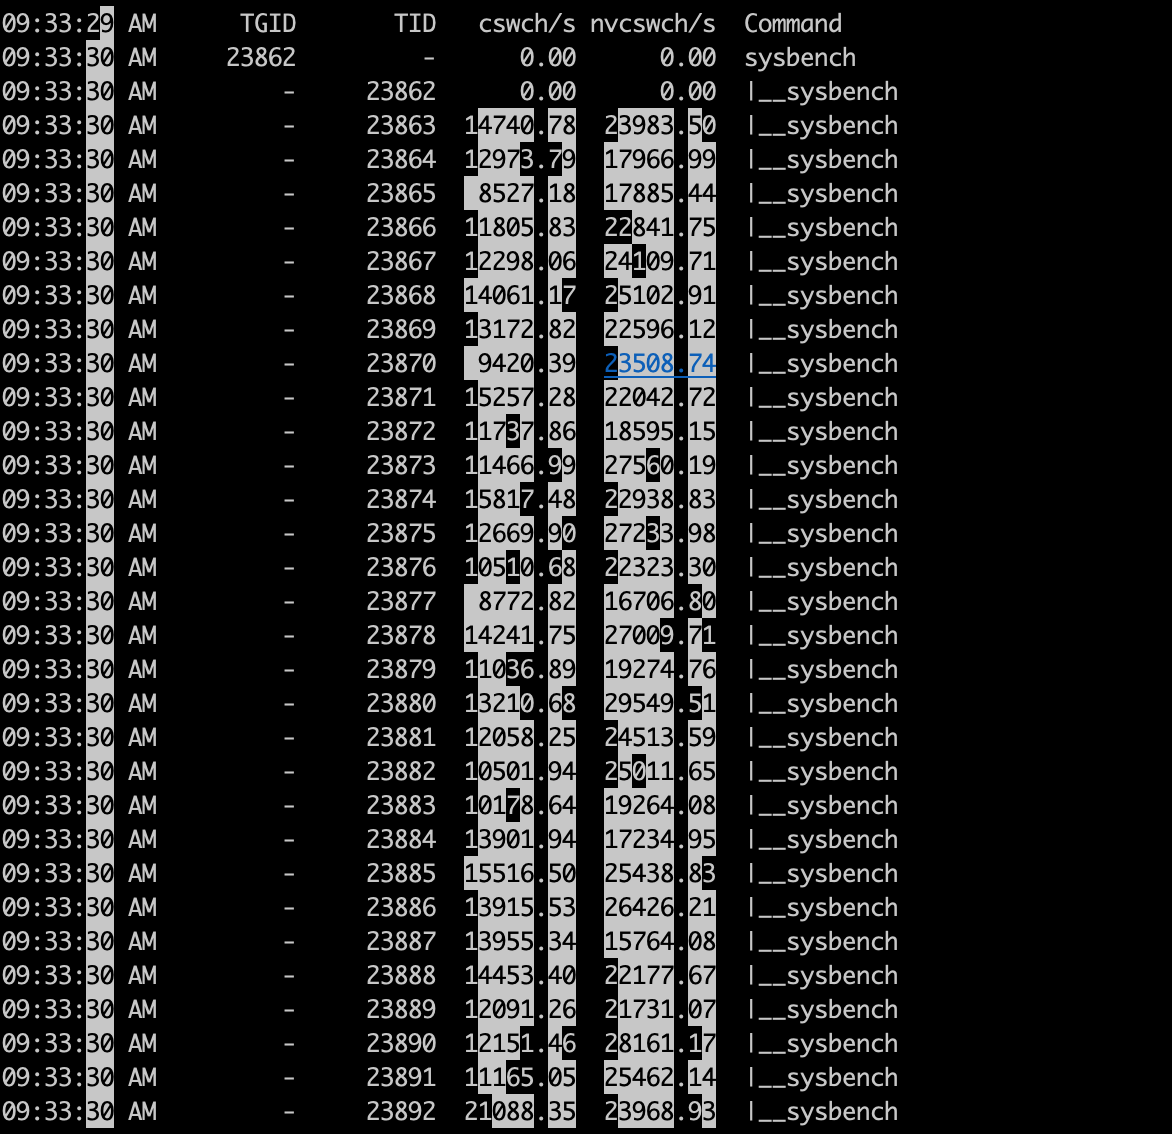 09:33:29 AM TGID TID cswch/s nvcswch/s Command
09:33:30 AM 23862 - 0.00 0.00 sysbench
09:33:30 AM - 23862 0.00 0.00 |__sysbench
09:33:30 AM - 23863 14740.78 23983.50 |__sysbench
09:33:30 AM - 23864 12973.79 17966.99 |__sysbench
09:33:30 AM - 23865 8527.18 17885.44 |__sysbench
09:33:30 AM - 23866 11805.83 22841.75 |__sysbench
09:33:30 AM - 23867 12298.06 24109.71 |__sysbench
09:33:30 AM - 23868 14061.17 25102.91 |__sysbench
09:33:30 AM - 23869 13172.82 22596.12 |__sysbench
09:33:30 AM - 23870 9420.39 23508.74 |__sysbench
09:33:30 AM - 23871 15257.28 22042.72 |__sysbench
09:33:30 AM - 23872 11737.86 18595.15 |__sysbench
09:33:30 AM - 23873 11466.99 27560.19 |__sysbench
09:33:30 AM - 23874 15817.48 22938.83 |__sysbench
09:33:30 AM - 23875 12669.90 27233.98 |__sysbench
09:33:30 AM - 23876 10510.68 22323.30 |__sysbench
09:33:30 AM - 23877 8772.82 16706.80 |__sysbench
09:33:30 AM - 23878 14241.75 27009.71 |__sysbench
09:33:30 AM - 23879 11036.89 19274.76 |__sysbench
09:33:30 AM - 23880 13210.68 29549.51 |__sysbench
09:33:30 AM - 23881 12058.25 24513.59 |__sysbench
09:33:30 AM - 23882 10501.94 25011.65 |__sysbench
09:33:30 AM - 23883 10178.64 19264.08 |__sysbench
09:33:30 AM - 23884 13901.94 17234.95 |__sysbench
09:33:30 AM - 23885 15516.50 25438.83 |__sysbench
09:33:30 AM - 23886 13915.53 26426.21 |__sysbench
09:33:30 AM - 23887 13955.34 15764.08 |__sysbench
09:33:30 AM - 23888 14453.40 22177.67 |__sysbench
09:33:30 AM - 23889 12091.26 21731.07 |__sysbench
09:33:30 AM - 23890 12151.46 28161.17 |__sysbench
09:33:30 AM - 23891 11165.05 25462.14 |__sysbench
09:33:30 AM - 23892 21088.35 23968.93 |__sysbench